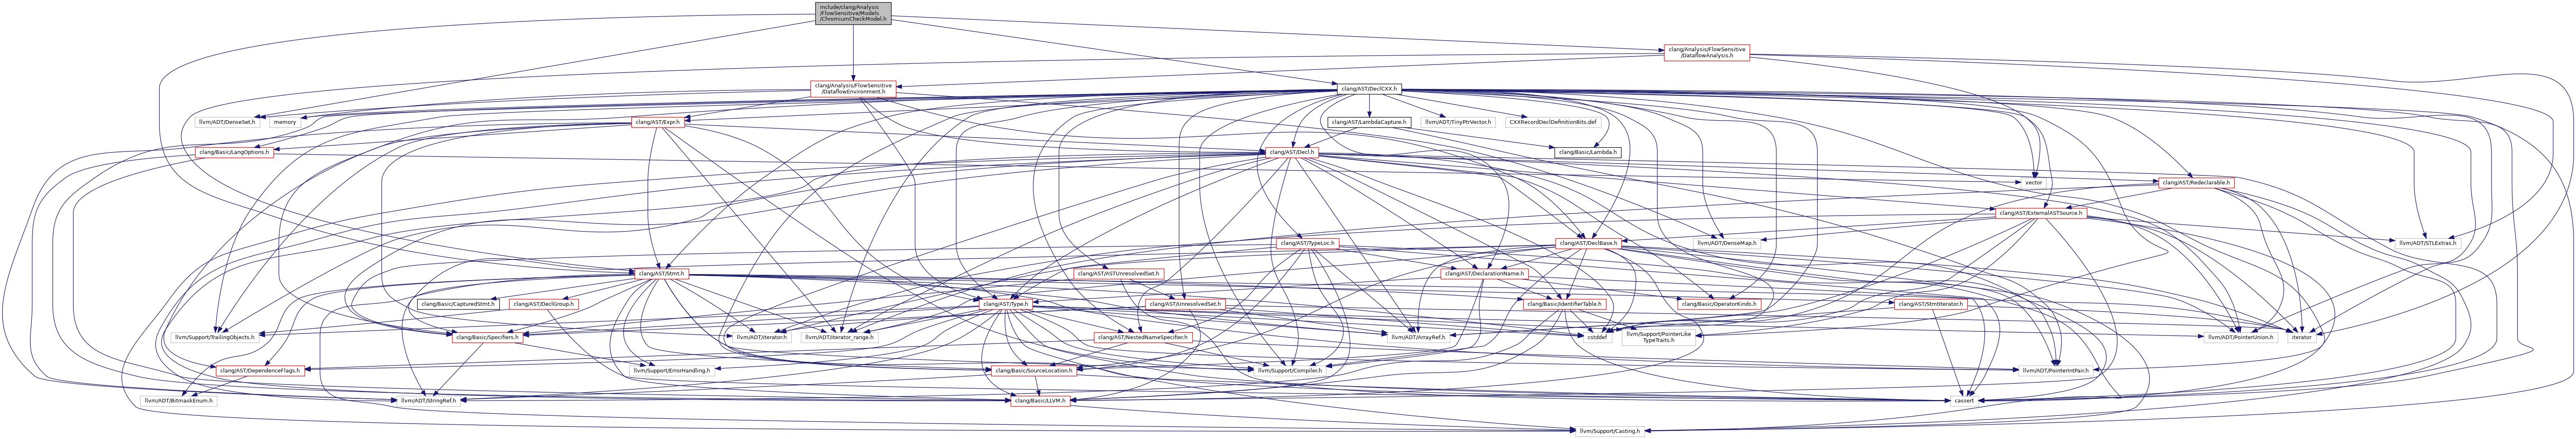 include/clang/Analysis
/FlowSensitive/Models
/ChromiumCheckModel.h
clang/Analysis/FlowSensitive
/DataflowAnalysis.h
clang/Analysis/FlowSensitive
/DataflowEnvironment.h
clang/AST/DeclCXX.h
llvm/ADT/DenseSet.h
memory
clang/AST/Expr.h
clang/AST/LambdaCapture.h
llvm/ADT/TinyPtrVector.h
CXXRecordDeclDefinitionBits.def
clang/Basic/LangOptions.h
clang/AST/Decl.h
clang/Basic/Lambda.h
vector
clang/AST/Redeclarable.h
clang/AST/ExternalASTSource.h
clang/AST/TypeLoc.h
clang/AST/DeclBase.h
llvm/ADT/DenseMap.h
llvm/ADT/STLExtras.h
clang/AST/Stmt.h
clang/AST/ASTUnresolvedSet.h
clang/AST/DeclarationName.h
clang/Basic/CapturedStmt.h
clang/AST/DeclGroup.h
clang/AST/Type.h
clang/AST/UnresolvedSet.h
clang/Basic/IdentifierTable.h
clang/Basic/OperatorKinds.h
clang/AST/StmtIterator.h
llvm/Support/TrailingObjects.h
clang/Basic/Specifiers.h
llvm/ADT/iterator.h
llvm/ADT/iterator_range.h
clang/AST/NestedNameSpecifier.h
llvm/ADT/ArrayRef.h
cstddef
llvm/Support/PointerLike
TypeTraits.h
llvm/ADT/PointerUnion.h
iterator
clang/AST/DependenceFlags.h
llvm/Support/ErrorHandling.h
clang/Basic/SourceLocation.h
llvm/Support/Compiler.h
llvm/ADT/PointerIntPair.h
llvm/ADT/BitmaskEnum.h
llvm/ADT/StringRef.h
clang/Basic/LLVM.h
cassert
llvm/Support/Casting.h